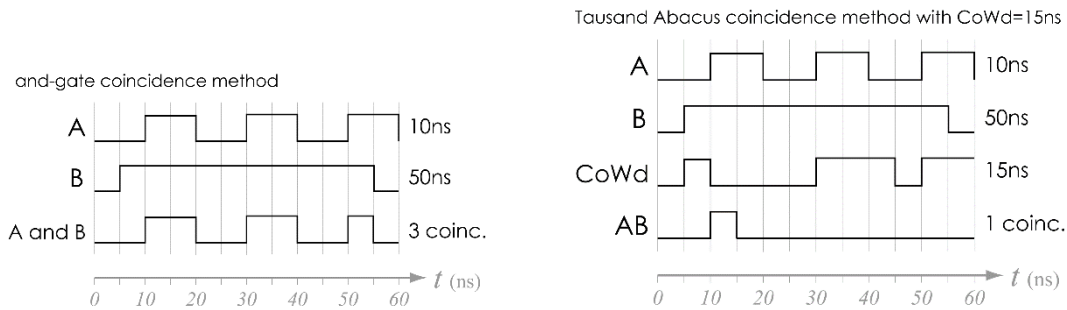 and-gate coincidence method
A 10ns
B 50ns
A and B 3 coinc.
t (ns)
0 10 20 30 40 50 60
Tausand Abacus coincidence method with CoWd=15ns
A 10ns
B 50ns
CoWd 15ns
AB 1 coinc.
t (ns)
0 10 20 30 40 50 60